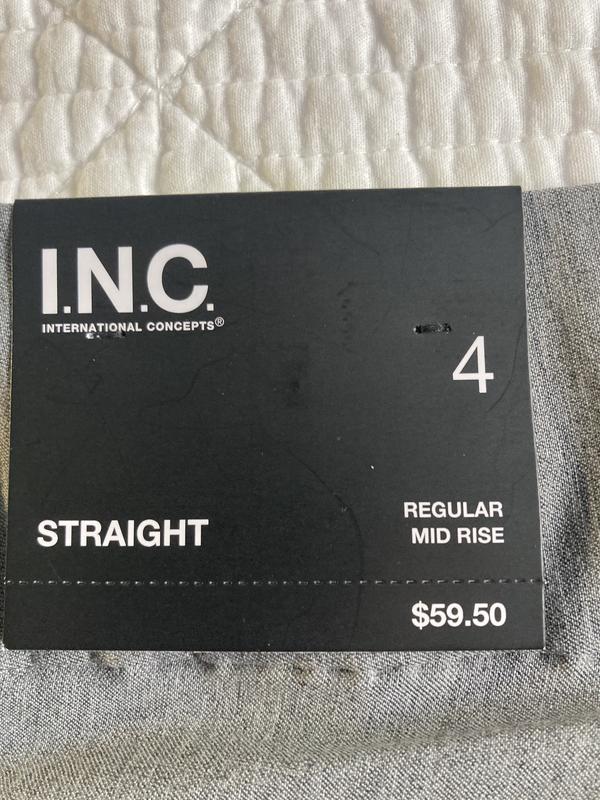 I.N.C.
INTERNATIONAL CONCEPTS®
4
STRAIGHT
REGULAR
MID RISE
$59.50